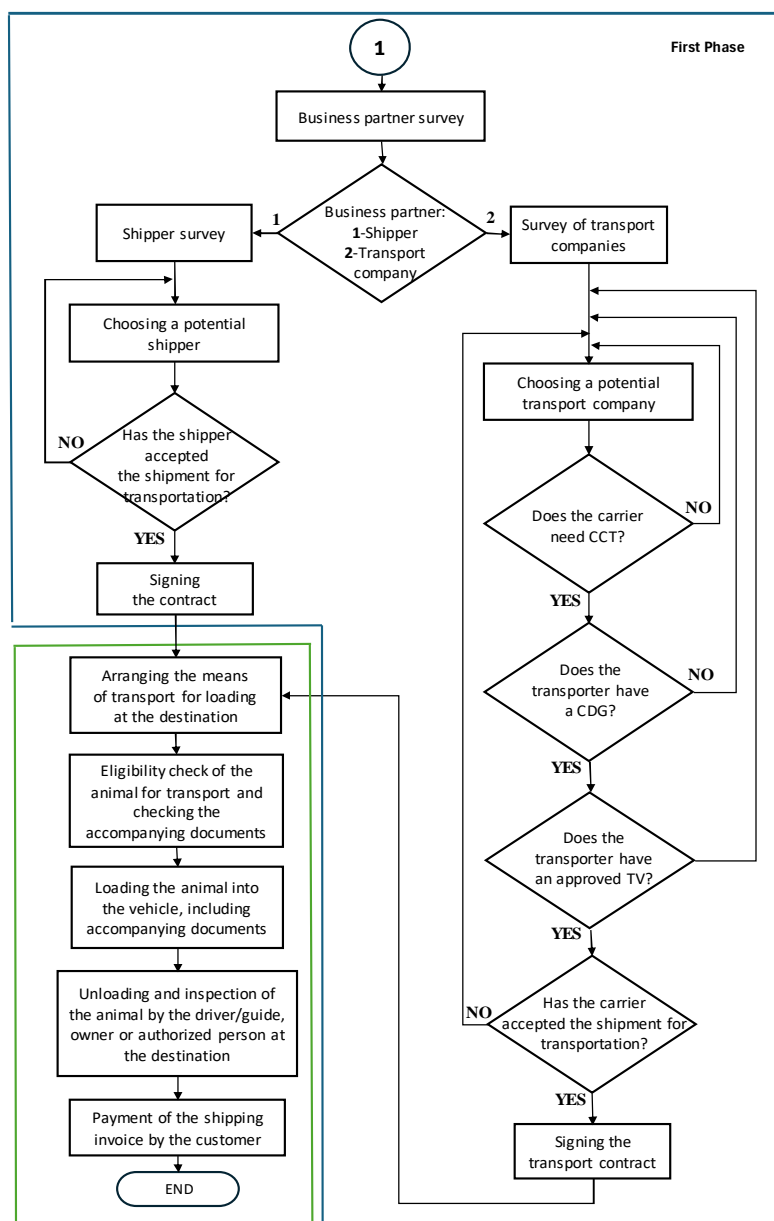 1
First Phase
Business partner survey
Business partner:
1-Shipper
2-Transport
company
1
2
Shipper survey
Survey of transport
companies
Choosing a potential
shipper
Choosing a potential
transport company
Has the shipper
accepted
the shipment for
transportation?
NO
YES
Does the carrier
need CCT?
NO
YES
Signing
the contract
Does the
transporter have
a CDG?
NO
YES
Arranging the means
of transport for loading
at the destination
Eligibility check of the
animal for transport and
checking the
accompanying documents
Does the
transporter have
an approved TV?
YES
Loading the animal into
the vehicle, including
accompanying documents
Unloading and inspection of
the animal by the driver/guide,
owner or authorized person at
the destination
Has the carrier
accepted the shipment for
transportation?
NO
YES
Payment of the shipping
invoice by the customer
Signing the
transport contract
END